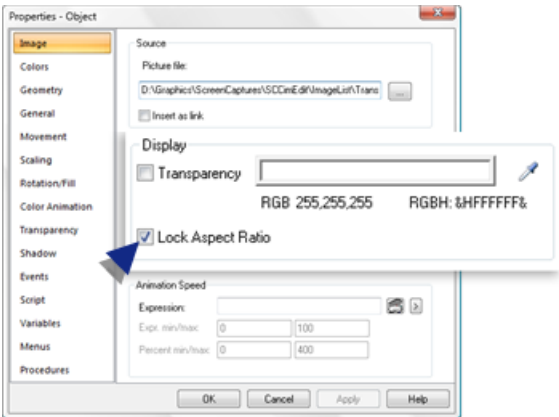 Properties - Object
Image
Colors
Geometry
General
Movement
Scaling
Rotation/Fill
Color Animation
Transparency
Shadow
Events
Script
Variables
Menus
Procedures
Source
Picture file:
D:\Graphics\ScreenCaptures\SCCimEdit\ImageList\Trans
...
Insert as link
Display
Transparency
RGB 255,255,255 RGBH: &HFFFFFF&
Lock Aspect Ratio
Animation Speed
Expression: >
Expr. min/max: 0 100
Percent min/max: 0 400
OK Cancel Apply Help